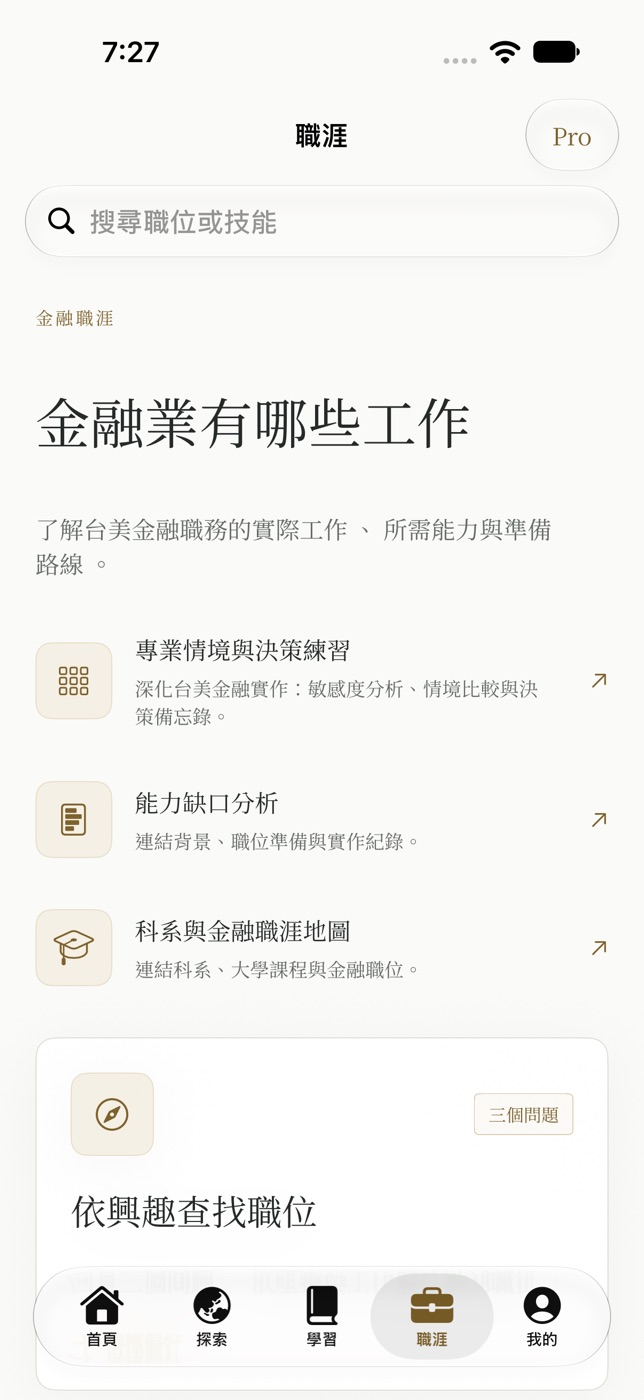 7:27
職涯
Pro
搜尋職位或技能
金融職涯
金融業有哪些工作
了解台美金融職務的實際工作、所需能力與準備
路線。
專業情境與決策練習
深化台美金融實作：敏感度分析、情境比較與決
策備忘錄。
能力缺口分析
連結背景、職位準備與實作紀錄。
科系與金融職涯地圖
連結科系、大學課程與金融職位。
三個問題
依興趣查找職位
首頁
探索
學習
職涯
我的